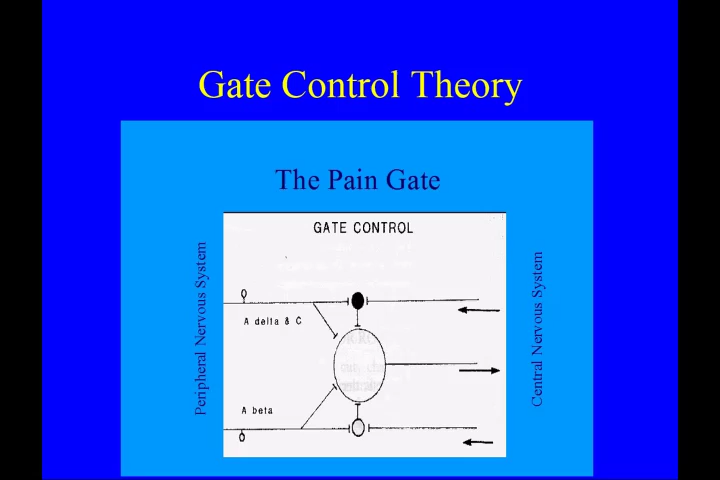 Gate Control Theory
The Pain Gate
GATE CONTROL
Peripheral Nervous System
A delta & C
A beta
Central Nervous System